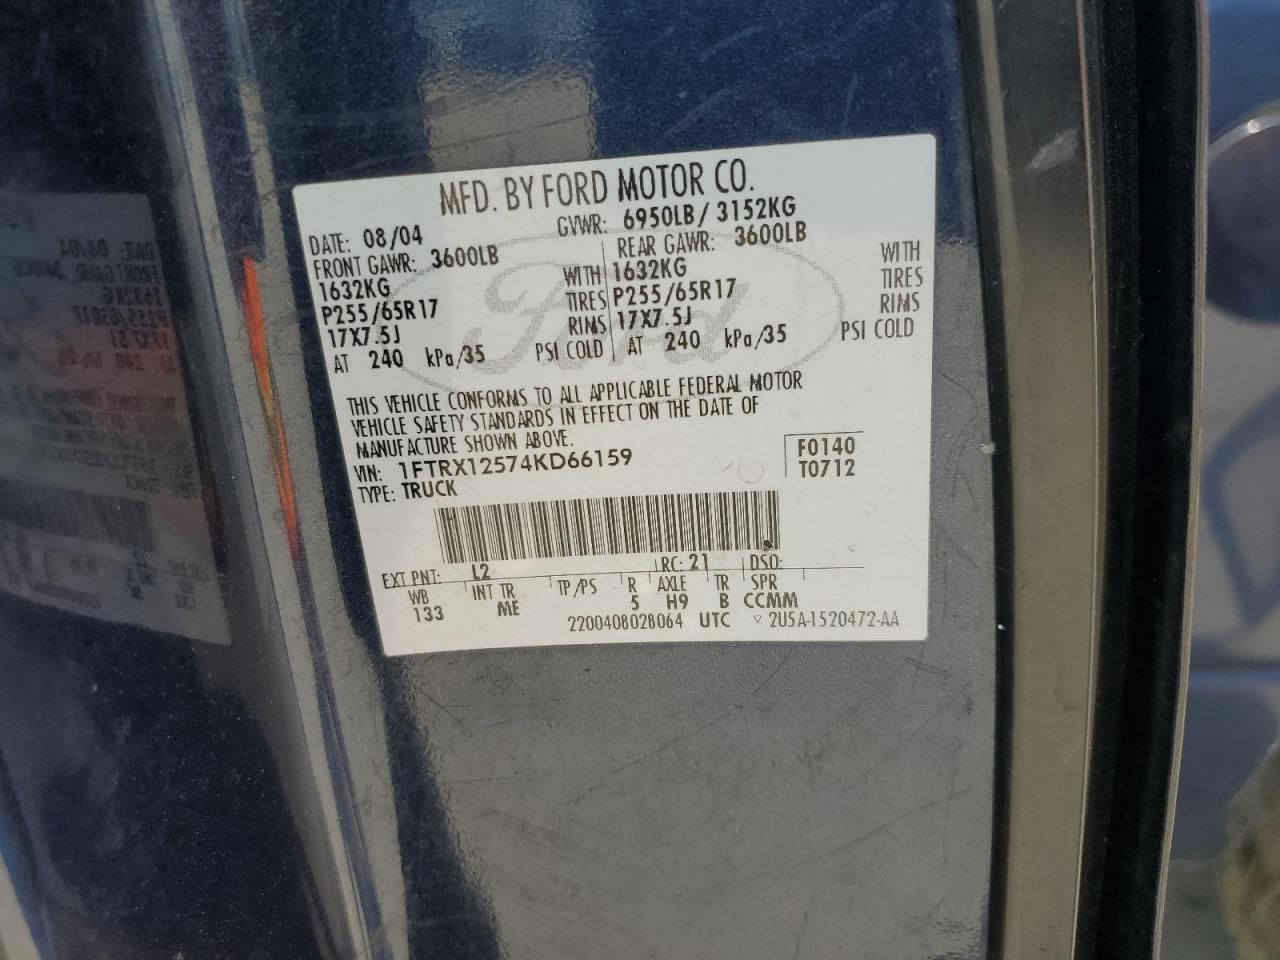 MFD. BY FORD MOTOR CO.
DATE: 08/04 GVWR: 6950LB/3152KG
FRONT GAWR: 3600LB REAR GAWR: 3600LB
1632KG WITH 1632KG WITH
P255/65R17 TIRES P255/65R17 TIRES
17X7.5J RIMS 17X7.5J RIMS
AT 240 kPa/35 PSI COLD AT 240 kPa/35 PSI COLD
Ford
THIS VEHICLE CONFORMS TO ALL APPLICABLE FEDERAL MOTOR
VEHICLE SAFETY STANDARDS IN EFFECT ON THE DATE OF
MANUFACTURE SHOWN ABOVE.
VIN: 1FTRX12574KD66159 F0140
TYPE: TRUCK T0712
EXT PNT: L2 RC: 21 DSO:
WB INT TR TP/PS R AXLE TR SPR
133 ME 5 H9 B CCMM
2200408028064 UTC ▽ 2U5A-1520472-AA